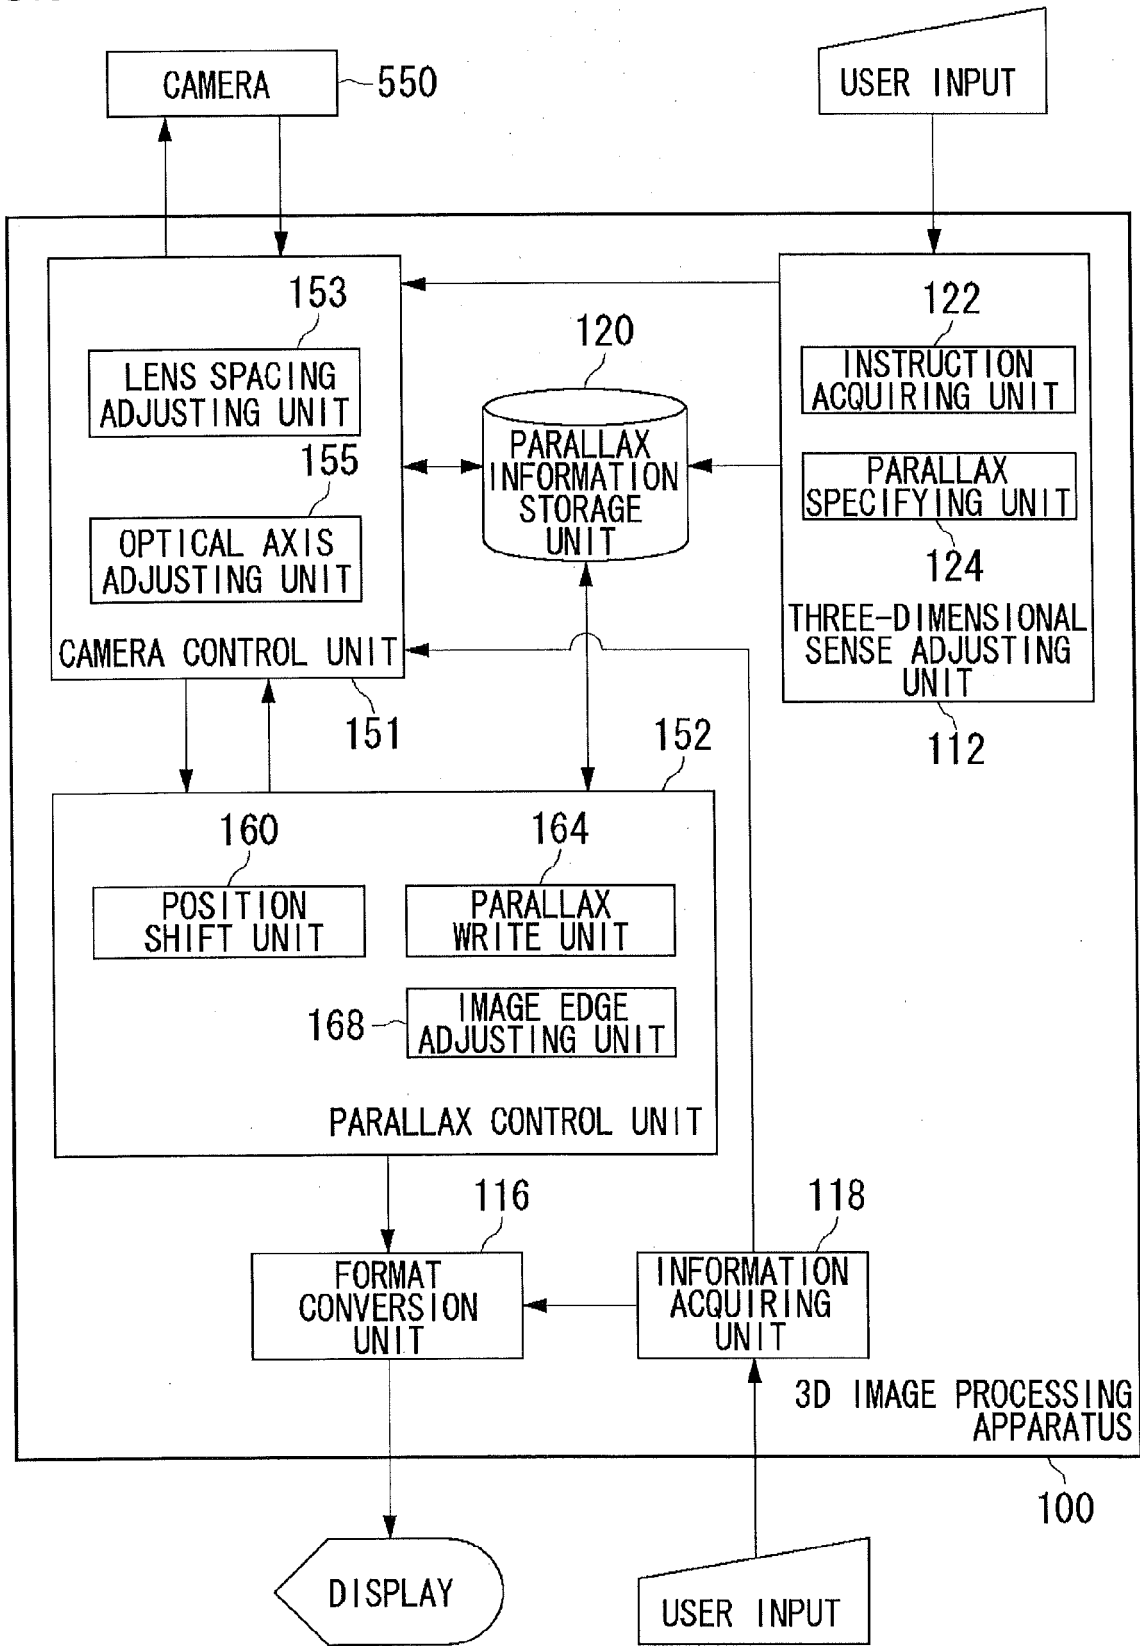 CAMERA
550
USER INPUT
153
LENS SPACING
ADJUSTING UNIT
155
OPTICAL AXIS
ADJUSTING UNIT
CAMERA CONTROL UNIT
151
120
PARALLAX
INFORMATION
STORAGE
UNIT
122
INSTRUCTION
ACQUIRING UNIT
PARALLAX
SPECIFYING UNIT
124
THREE-DIMENSIONAL
SENSE ADJUSTING
UNIT
112
152
160
POSITION
SHIFT UNIT
164
PARALLAX
WRITE UNIT
168
IMAGE EDGE
ADJUSTING UNIT
PARALLAX CONTROL UNIT
116
FORMAT
CONVERSION
UNIT
118
INFORMATION
ACQUIRING
UNIT
3D IMAGE PROCESSING
APPARATUS
100
DISPLAY
USER INPUT